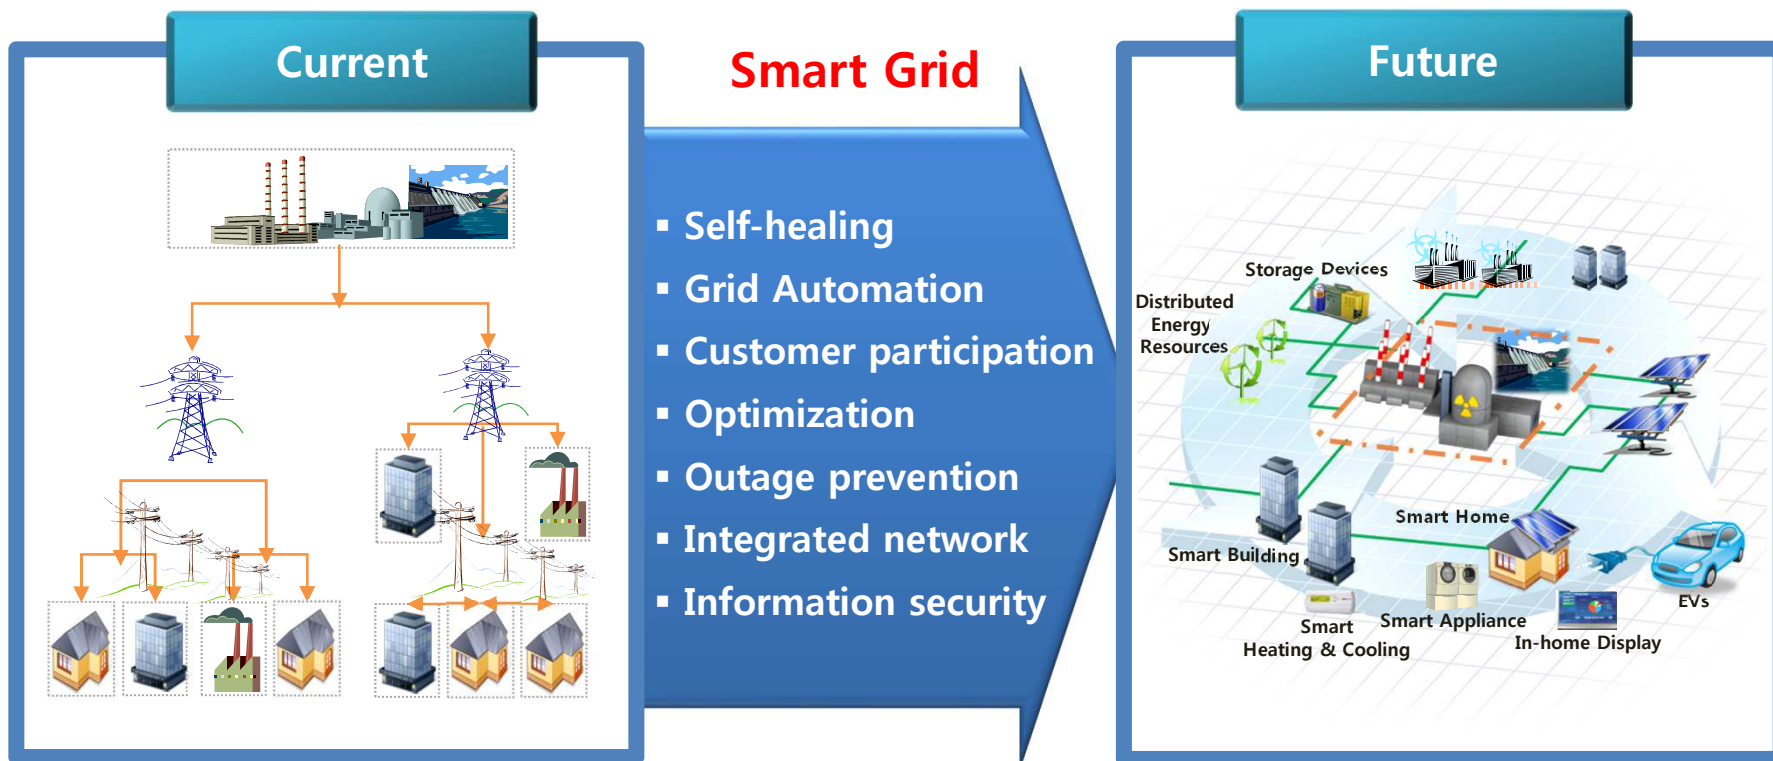 Current
Smart Grid
▪ Self-healing
▪ Grid Automation
▪ Customer participation
▪ Optimization
▪ Outage prevention
▪ Integrated network
▪ Information security
Future
Storage Devices
Distributed
Energy
Resources
Smart Home
Smart Building
EVs
Smart Appliance
Smart
Heating & Cooling
In-home Display